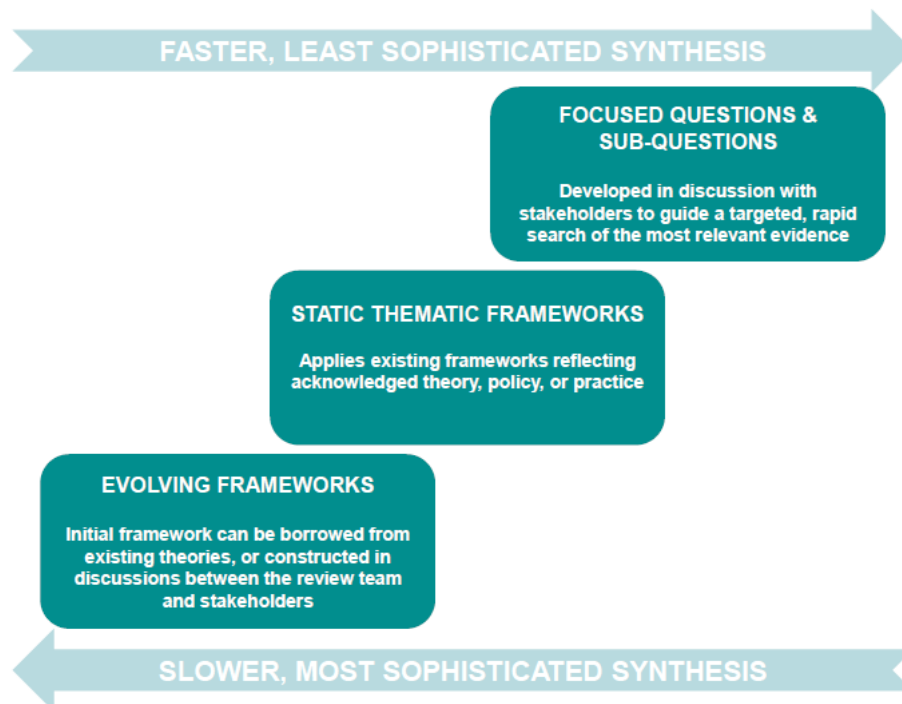 FASTER, LEAST SOPHISTICATED SYNTHESIS
FOCUSED QUESTIONS &
SUB-QUESTIONS
Developed in discussion with
stakeholders to guide a targeted, rapid
search of the most relevant evidence
STATIC THEMATIC FRAMEWORKS
Applies existing frameworks reflecting
acknowledged theory, policy, or practice
EVOLVING FRAMEWORKS
Initial framework can be borrowed from
existing theories, or constructed in
discussions between the review team
and stakeholders
SLOWER, MOST SOPHISTICATED SYNTHESIS